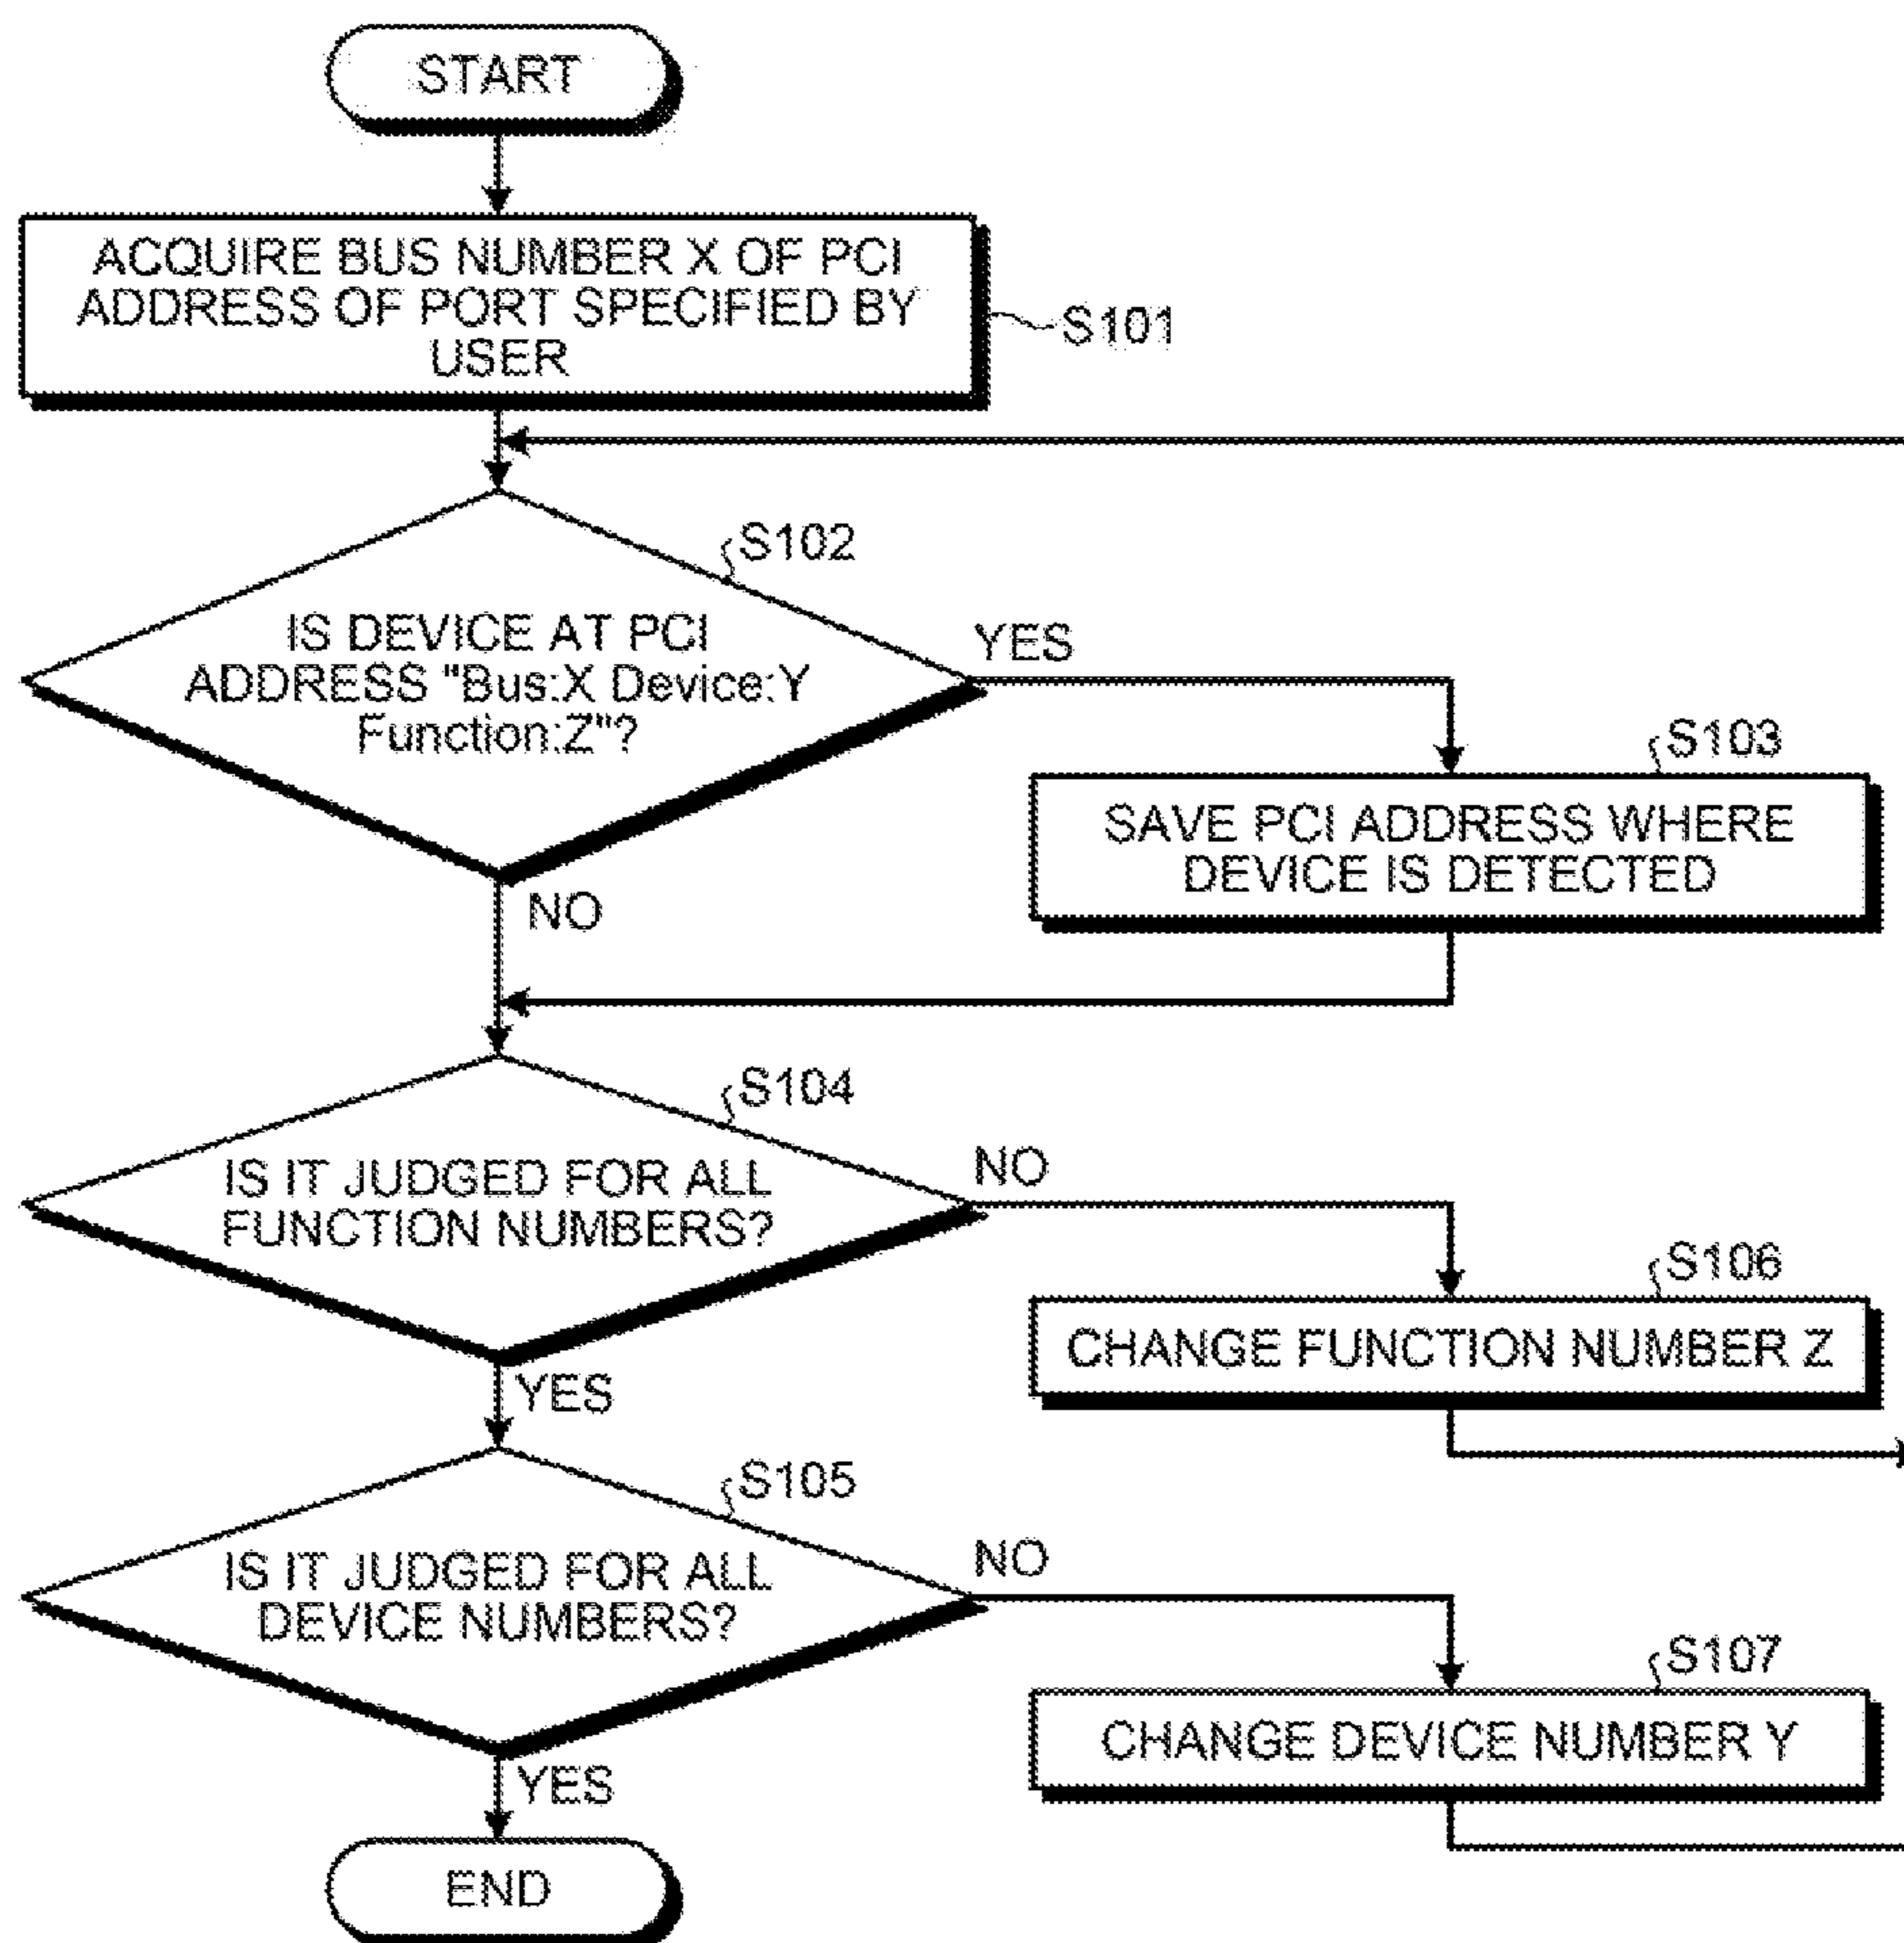 START
ACQUIRE BUS NUMBER X OF PCI
ADDRESS OF PORT SPECIFIED BY
USER
S101
S102
IS DEVICE AT PCI
ADDRESS "Bus:X Device:Y
Function:Z"?
YES
NO
S103
SAVE PCI ADDRESS WHERE
DEVICE IS DETECTED
S104
IS IT JUDGED FOR ALL
FUNCTION NUMBERS?
NO
YES
S106
CHANGE FUNCTION NUMBER Z
S105
IS IT JUDGED FOR ALL
DEVICE NUMBERS?
NO
YES
S107
CHANGE DEVICE NUMBER Y
END